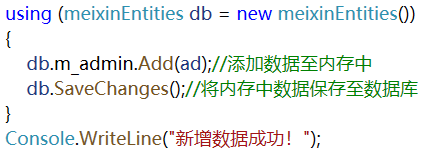 using (meixinEntities db = new meixinEntities())
{
db.m_admin.Add(ad);//添加数据至内存中
db.SaveChanges();//将内存中数据保存至数据库
}
Console.WriteLine("新增数据成功！");